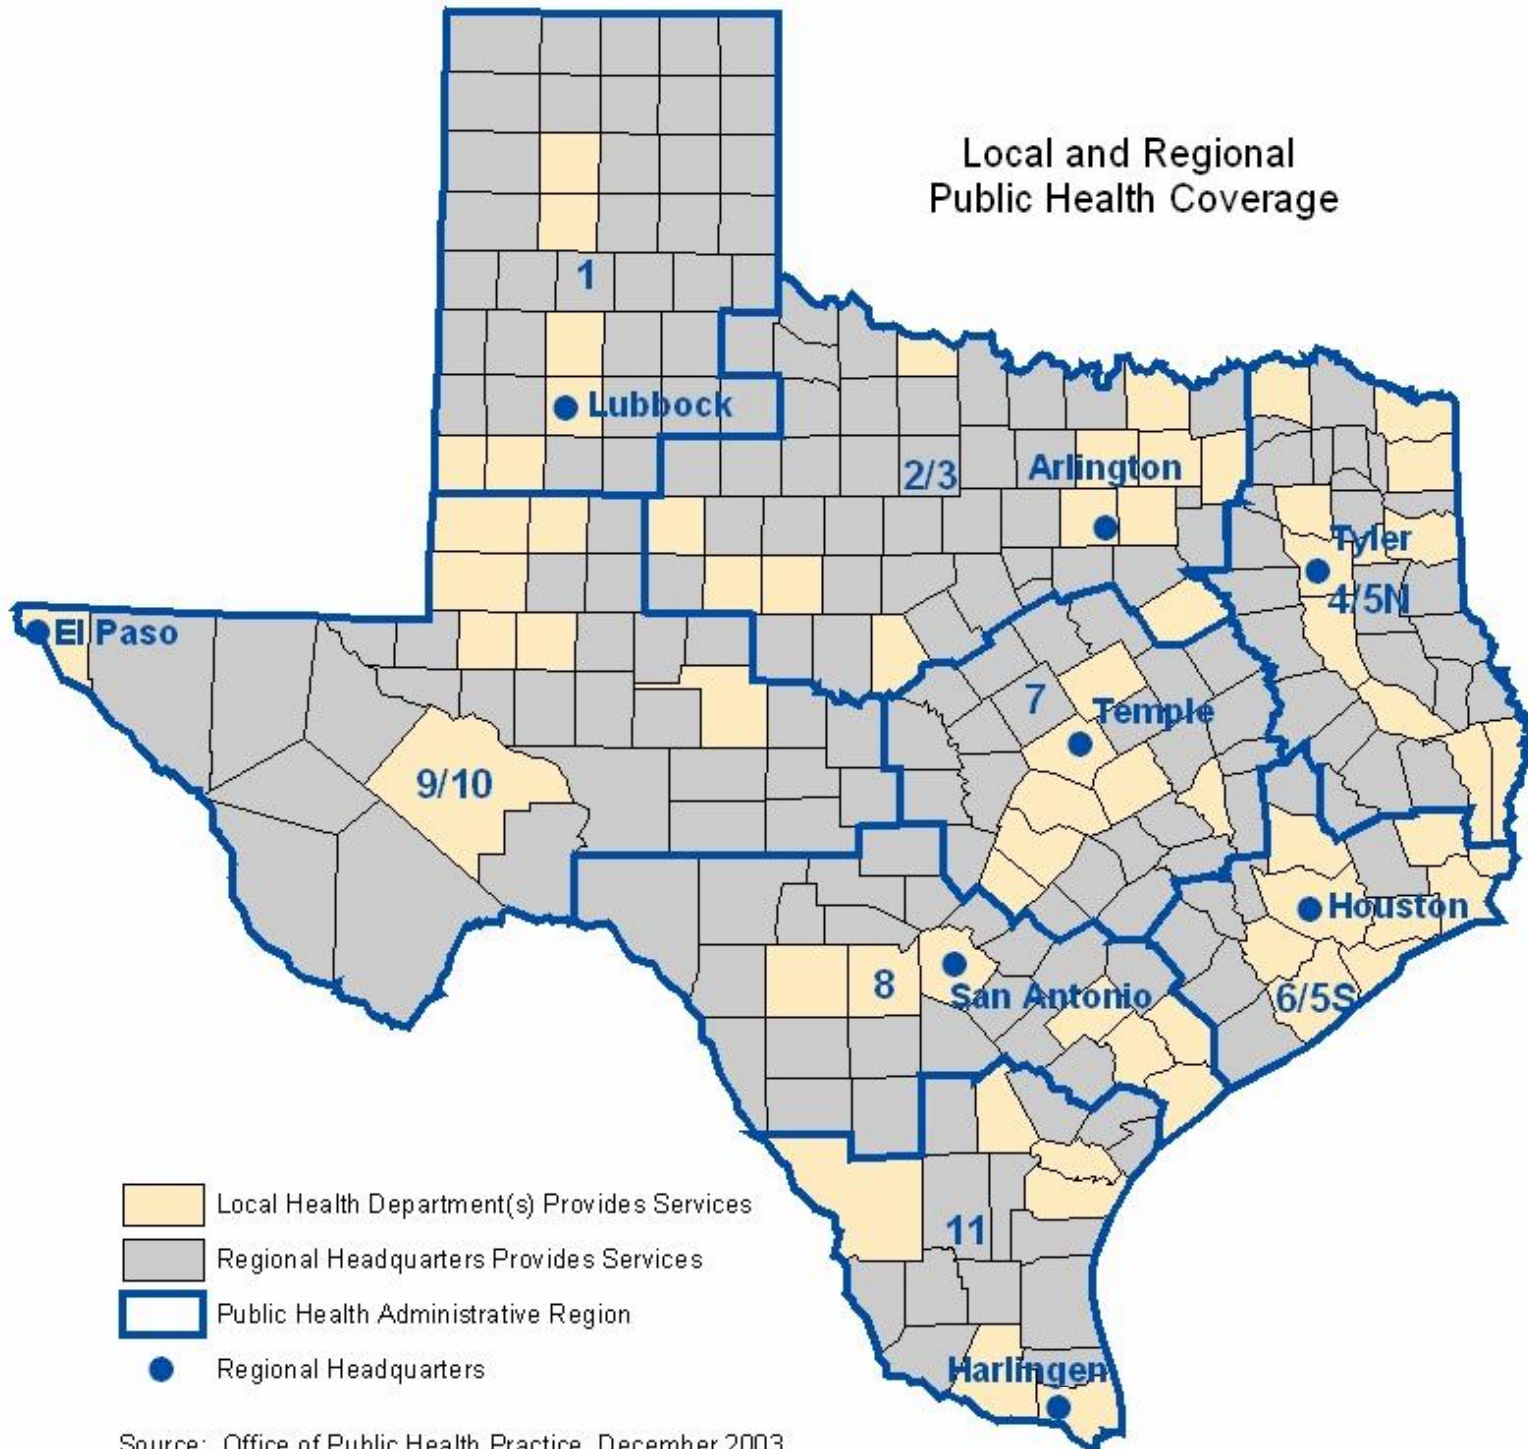 Local and Regional
Public Health Coverage
1
Lubbock
2/3
Arlington
Tyler
4/5N
El Paso
7
Temple
9/10
Houston
8
San Antonio
6/5S
11
Harlingen
Local Health Department(s) Provides Services
Regional Headquarters Provides Services
Public Health Administrative Region
Regional Headquarters
Source: Office of Public Health Practice, December 2003